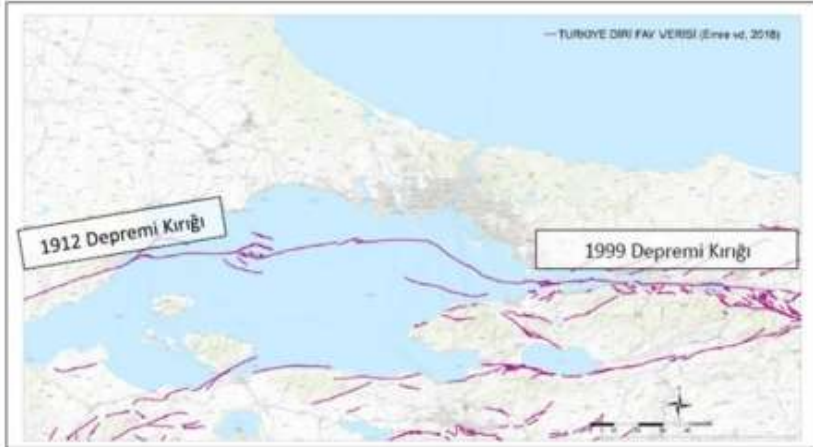 TÜRKİYE DİRİ FAY VERİSİ (Emre vd, 2018)
1912 Depremi Kırığı
1999 Depremi Kırığı